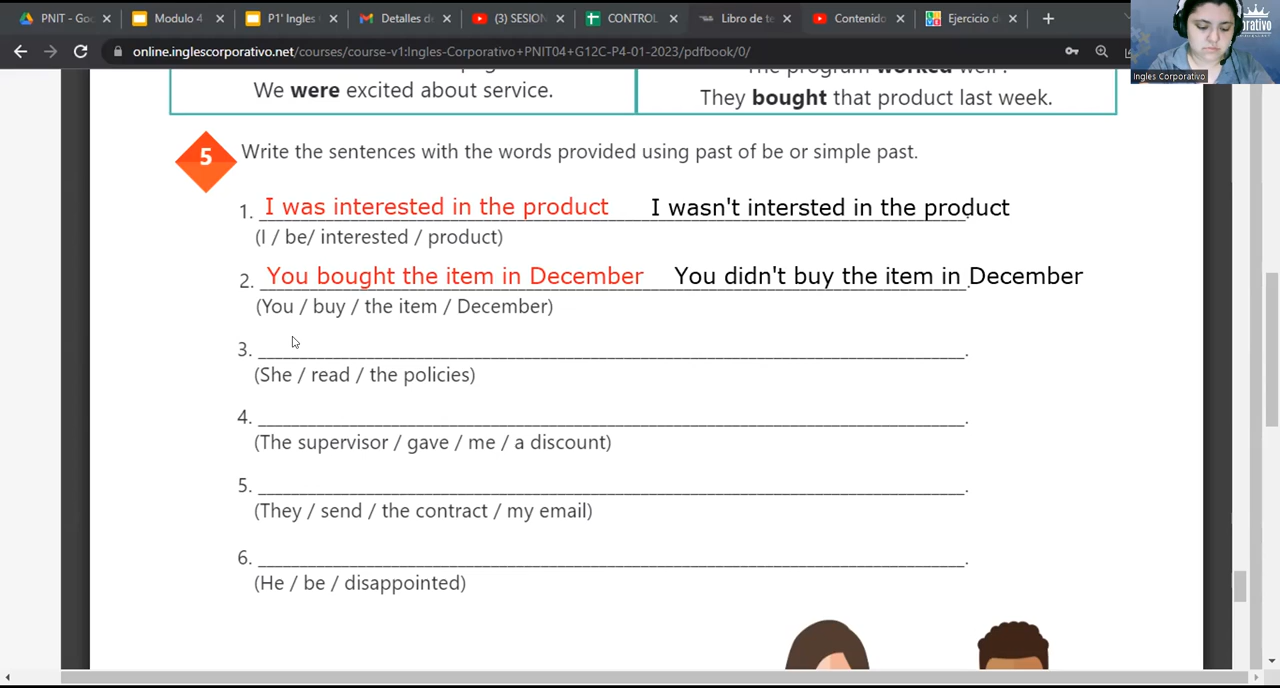 PNIT - Goo
Modulo 4
P1' Ingles
Detalles de
(3) SESION
CONTROL
Libro de te
Contenido
Ejercicio d
online.inglescorporativo.net/courses/course-v1:Ingles-Corporativo+PNIT04+G12C-P4-01-2023/pdfbook/0/
Ingles Corporativo
We were excited about service.
The program worked well .
They bought that product last week.
5 Write the sentences with the words provided using past of be or simple past.
1. I was interested in the product I wasn't intersted in the product
(I / be/ interested / product)
2. You bought the item in December You didn't buy the item in December
(You / buy / the item / December)
3.
(She / read / the policies)
4.
(The supervisor / gave / me / a discount)
5.
(They / send / the contract / my email)
6.
(He / be / disappointed)